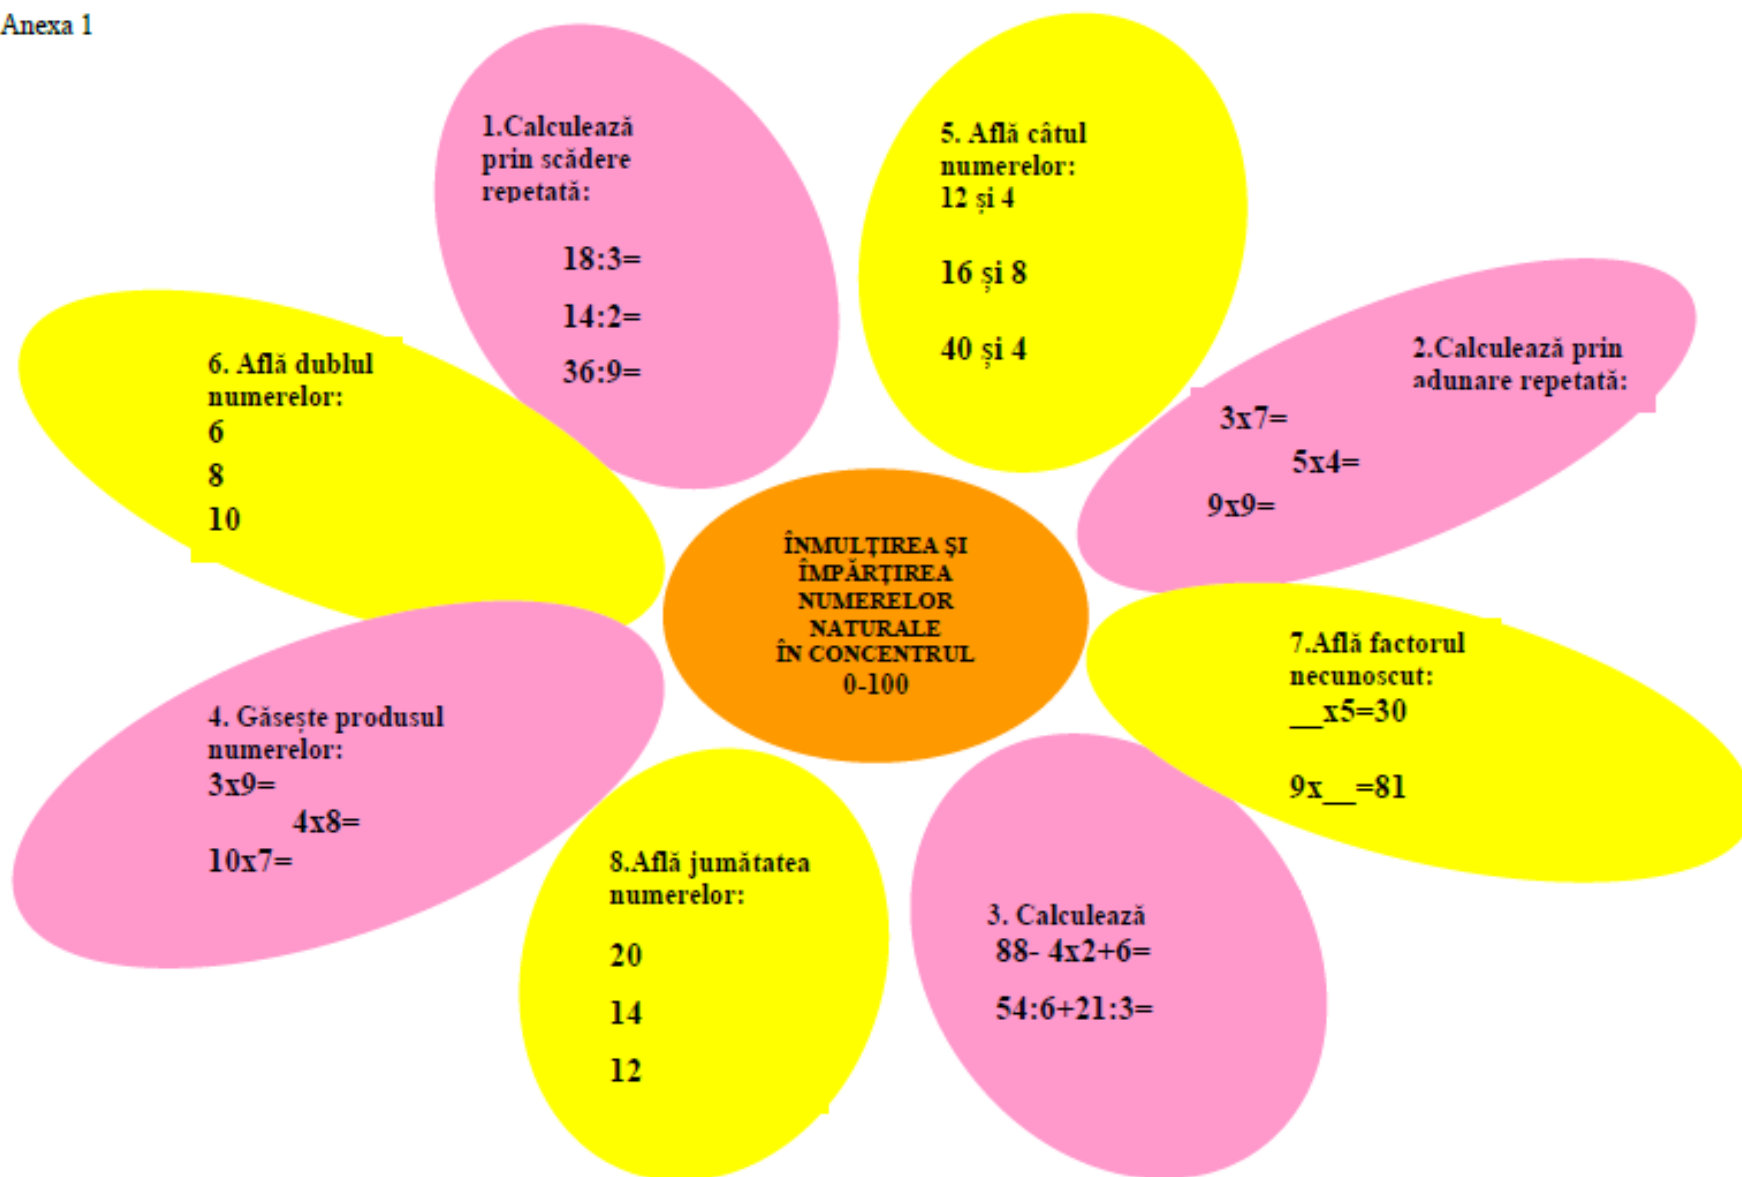 Anexa 1
1.Calculează
prin scădere
repetată:
18:3=
14:2=
36:9=
5. Află câtul
numerelor:
12 și 4
16 și 8
40 și 4
2.Calculează prin
adunare repetată:
3x7=
5x4=
9x9=
6. Află dublul
numerelor:
6
8
10
ÎNMULŢIREA ŞI
ÎMPĂRŢIREA
NUMERELOR
NATURALE
ÎN CONCENTRUL
0-100
7.Află factorul
necunoscut:
__x5=30
9x__=81
4. Găsește produsul
numerelor:
3x9=
4x8=
10x7=
8.Află jumătatea
numerelor:
20
14
12
3. Calculează
88- 4x2+6=
54:6+21:3=